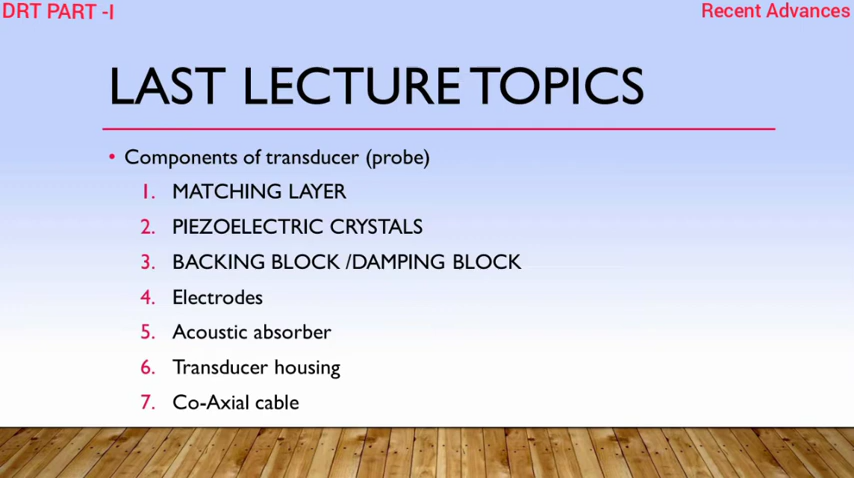 DRT PART -I
Recent Advances
LAST LECTURE TOPICS
• Components of transducer (probe)
1. MATCHING LAYER
2. PIEZOELECTRIC CRYSTALS
3. BACKING BLOCK /DAMPING BLOCK
4. Electrodes
5. Acoustic absorber
6. Transducer housing
7. Co-Axial cable